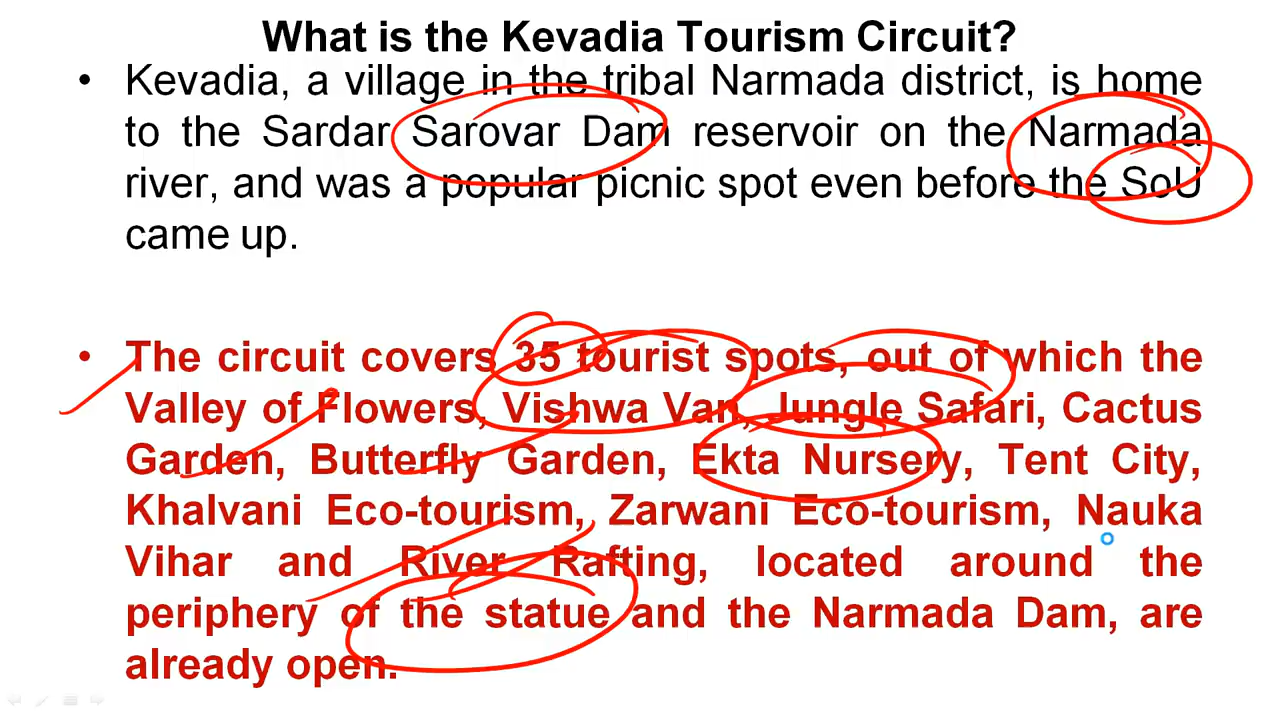 What is the Kevadia Tourism Circuit?
• Kevadia, a village in the tribal Narmada district, is home
to the Sardar Sarovar Dam reservoir on the Narmada
river, and was a popular picnic spot even before the SoU
came up.
• The circuit covers 35 tourist spots, out of which the
Valley of Flowers, Vishwa Van, Jungle Safari, Cactus
Garden, Butterfly Garden, Ekta Nursery, Tent City,
Khalvani Eco-tourism, Zarwani Eco-tourism, Nauka
Vihar and River Rafting, located around the
periphery of the statue and the Narmada Dam, are
already open.